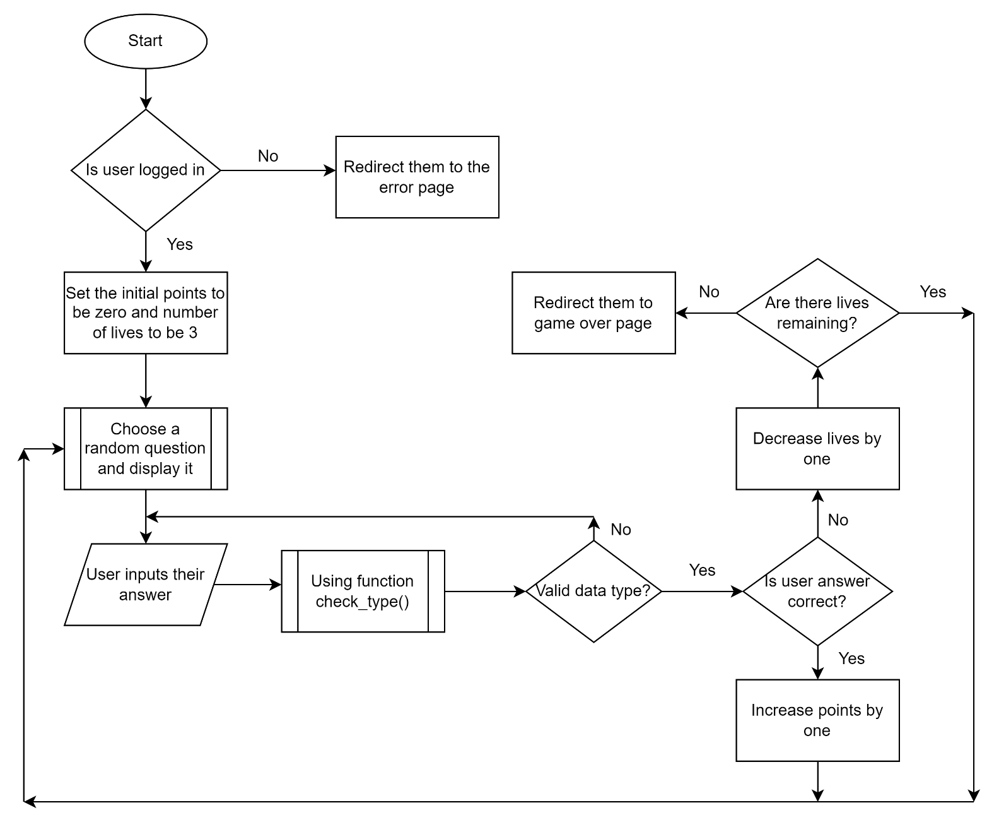 Start
Is user logged in
No
Redirect them to the
error page
Yes
Set the initial points to
be zero and number
of lives to be 3
Redirect them to
game over page
No
Are there lives
remaining?
Yes
Choose a
random question
and display it
Decrease lives by
one
No
No
User inputs their
answer
Using function
check_type()
Valid data type?
Yes
Is user answer
correct?
Yes
Increase points by
one